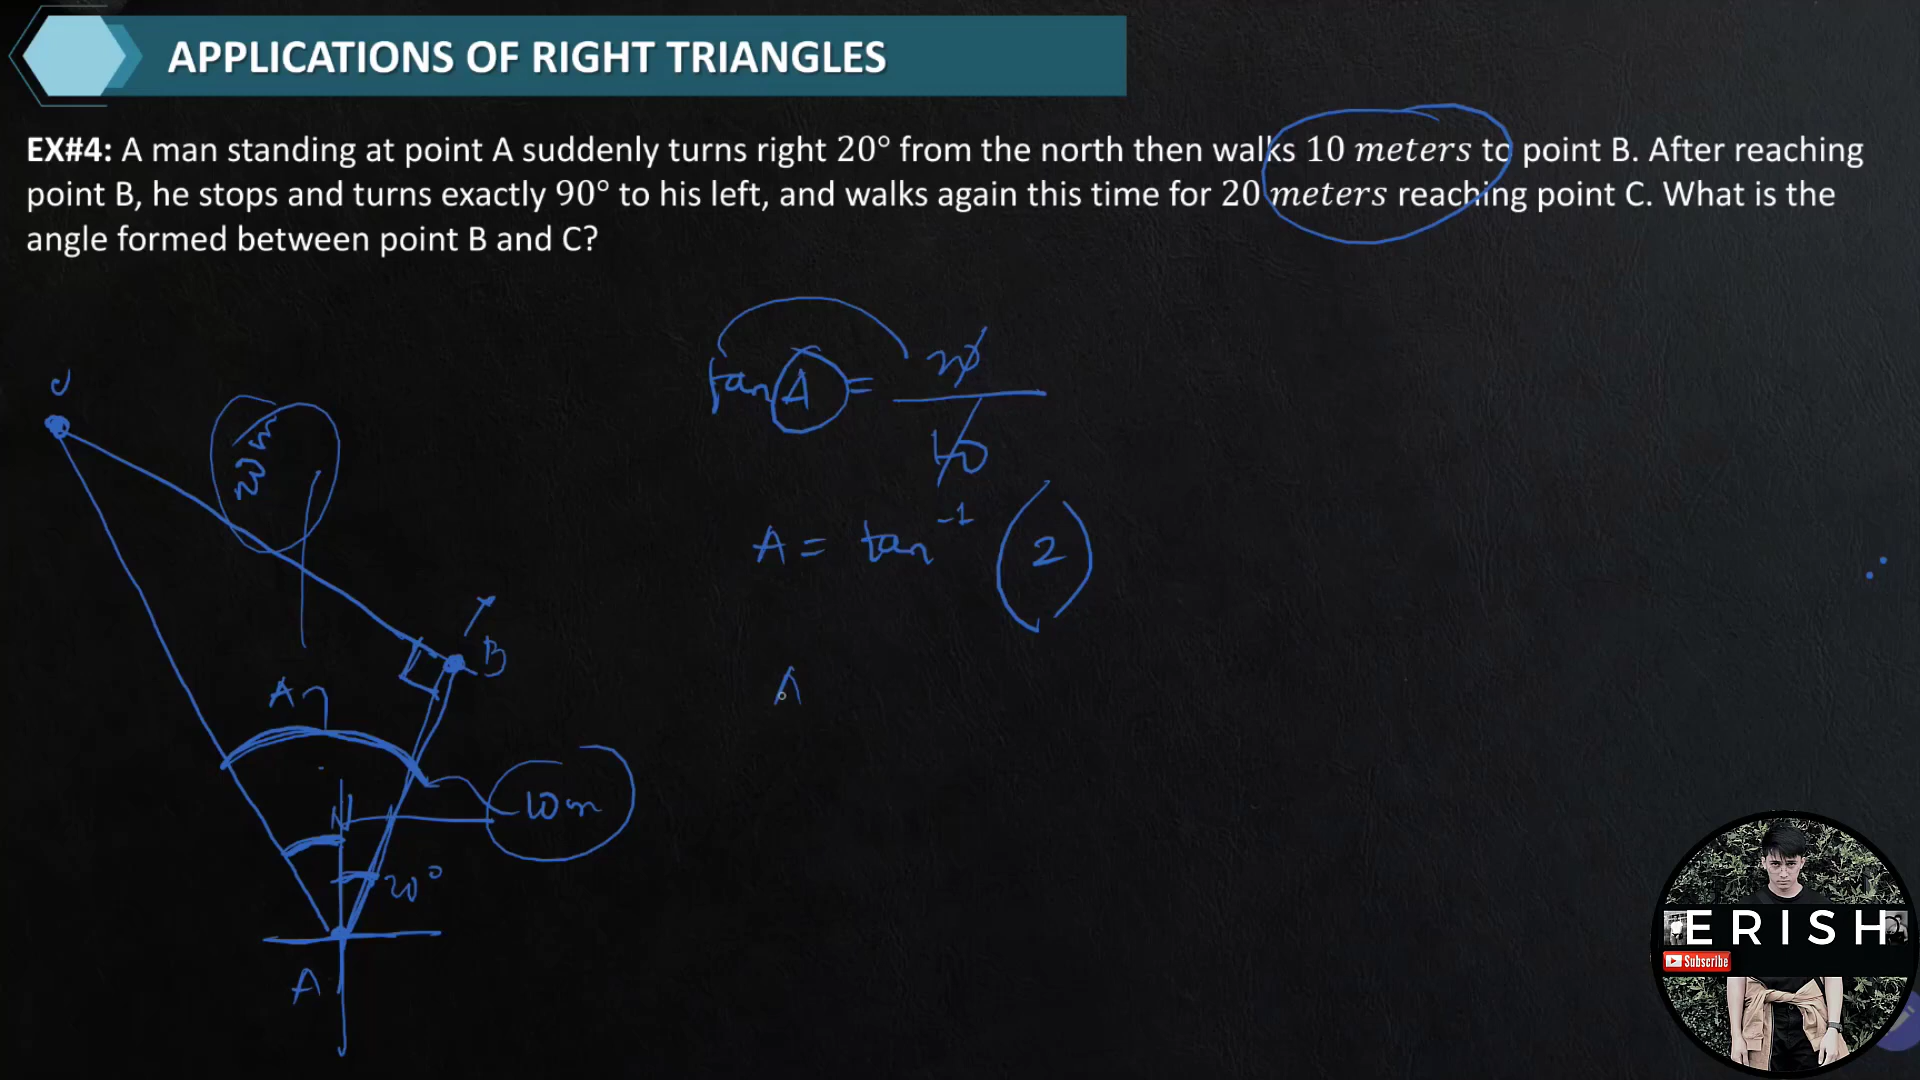 APPLICATIONS OF RIGHT TRIANGLES
EX#4: A man standing at point A suddenly turns right 20° from the north then walks 10 meters to point B. After reaching
point B, he stops and turns exactly 90° to his left, and walks again this time for 20 meters reaching point C. What is the
angle formed between point B and C?
tan A = 20
10
A = tan⁻¹ (2)
A
20m
B
A
10m
N
20°
A
ERISH
Subscribe